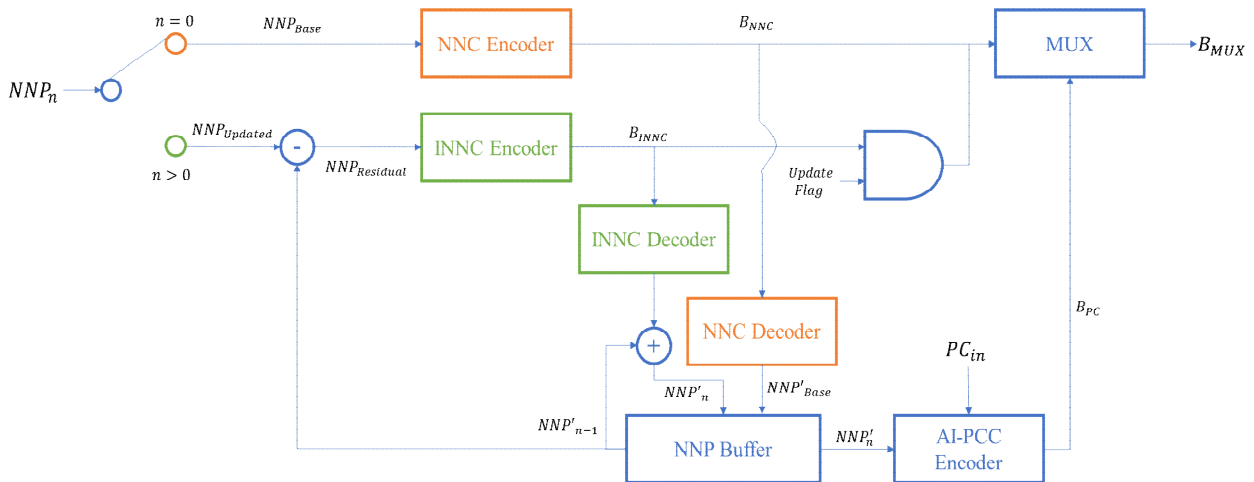 n = 0
NNP_Base
NNC Encoder
B_NNC
MUX
B_MUX
NNP_n
NNP_Updated
-
NNP_Residual
INNC Encoder
B_INNC
n > 0
Update
Flag
INNC Decoder
NNC Decoder
B_PC
+
PC_in
NNP'_n
NNP'_Base
NNP'_{n-1}
NNP Buffer
NNP'_n
AI-PCC
Encoder